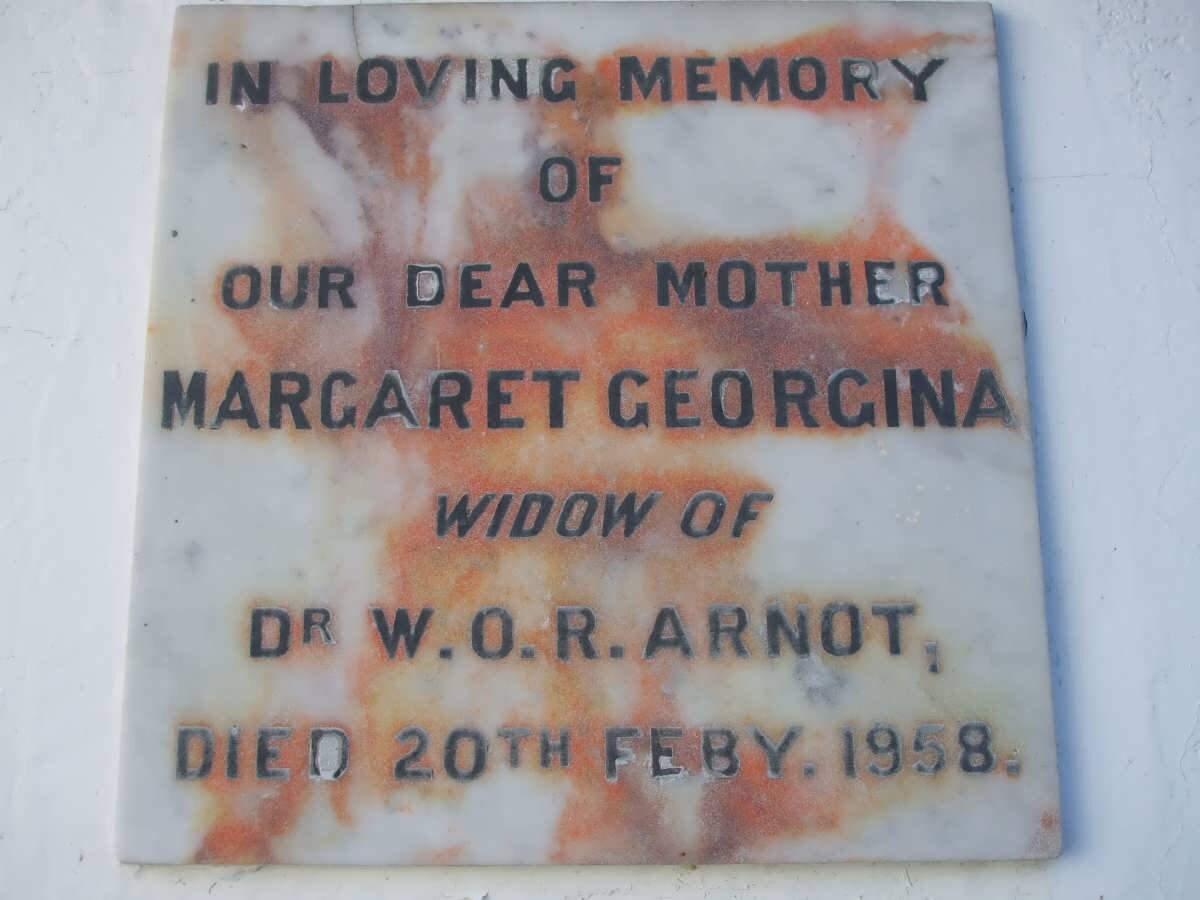 IN LOVING MEMORY
OF
OUR DEAR MOTHER
MARGARET GEORGINA
WIDOW OF
DR W.O.R. ARNOT,
DIED 20TH FEBY. 1958.